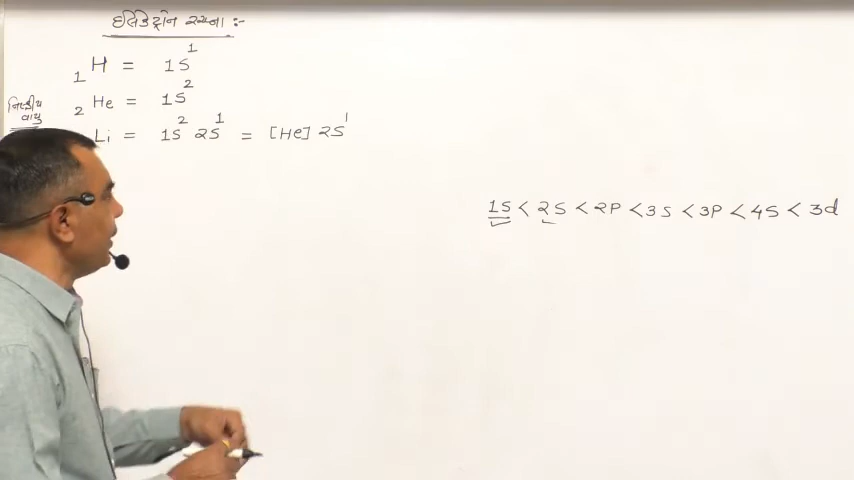 ઇલેક્ટ્રોન રચના :-
₁H = 1S¹
₂He = 1S²
નિષ્ક્રીય
વાયુ
Li = 1S² 2S¹ = [He] 2S¹
1S < 2S < 2P < 3S < 3P < 4S < 3d